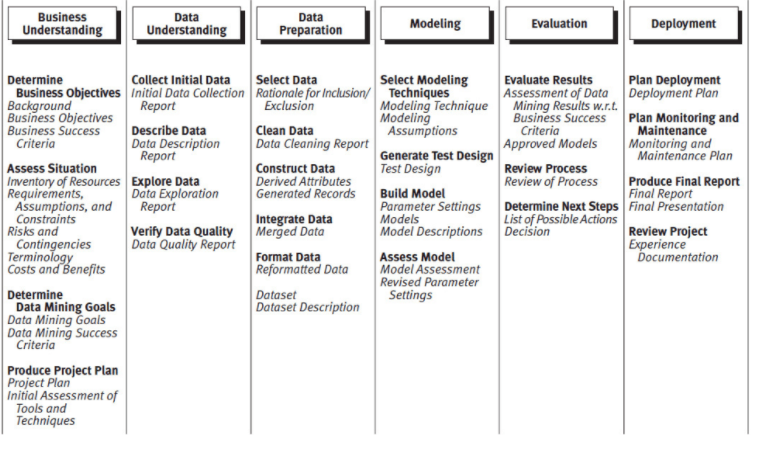 Business
Understanding
Data
Understanding
Data
Preparation
Modeling
Evaluation
Deployment
Determine
Business Objectives
Background
Business Objectives
Business Success
Criteria
Assess Situation
Inventory of Resources
Requirements,
Assumptions, and
Constraints
Risks and
Contingencies
Terminology
Costs and Benefits
Determine
Data Mining Goals
Data Mining Goals
Data Mining Success
Criteria
Produce Project Plan
Project Plan
Initial Assessment of
Tools and
Techniques
Collect Initial Data
Initial Data Collection
Report
Describe Data
Data Description
Report
Explore Data
Data Exploration
Report
Verify Data Quality
Data Quality Report
Select Data
Rationale for Inclusion/
Exclusion
Clean Data
Data Cleaning Report
Construct Data
Derived Attributes
Generated Records
Integrate Data
Merged Data
Format Data
Reformatted Data
Dataset
Dataset Description
Select Modeling
Techniques
Modeling Technique
Modeling
Assumptions
Generate Test Design
Test Design
Build Model
Parameter Settings
Models
Model Descriptions
Assess Model
Model Assessment
Revised Parameter
Settings
Evaluate Results
Assessment of Data
Mining Results w.r.t.
Business Success
Criteria
Approved Models
Review Process
Review of Process
Determine Next Steps
List of Possible Actions
Decision
Plan Deployment
Deployment Plan
Plan Monitoring and
Maintenance
Monitoring and
Maintenance Plan
Produce Final Report
Final Report
Final Presentation
Review Project
Experience
Documentation